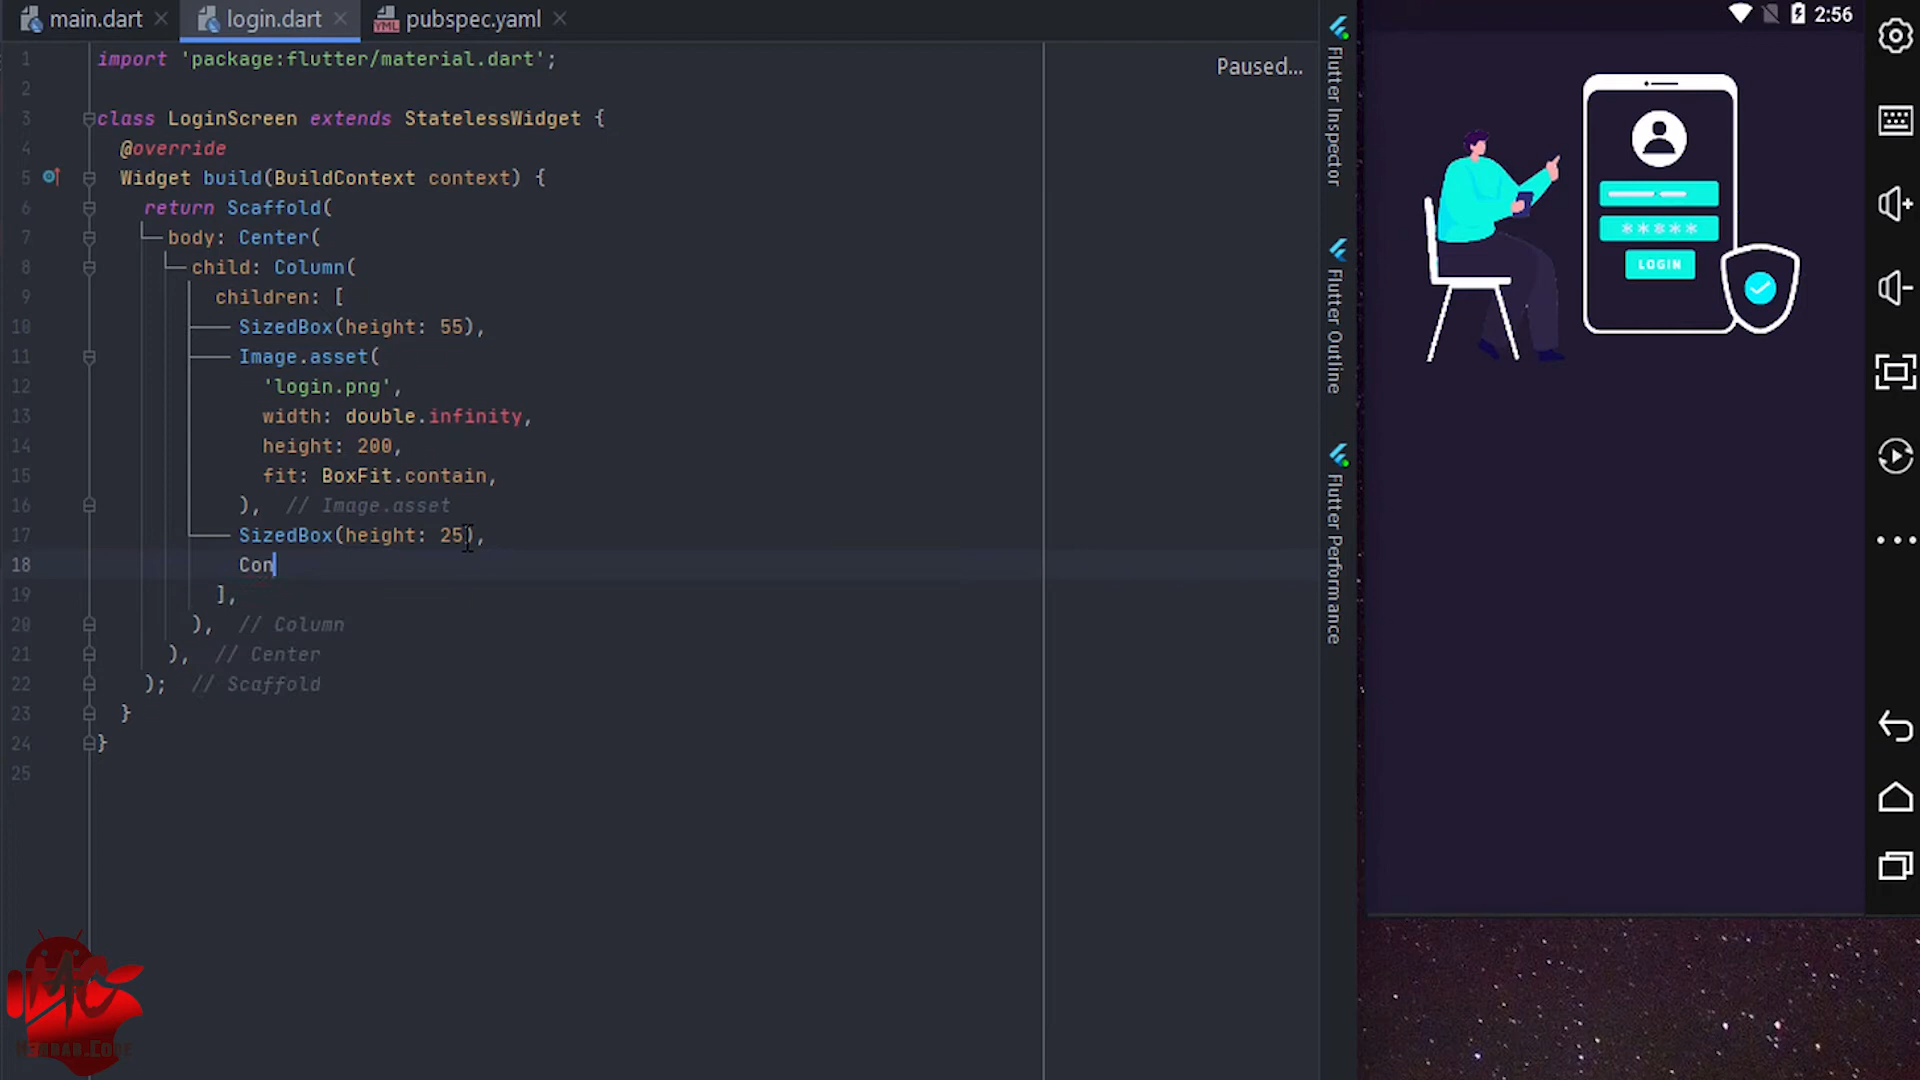 main.dart
login.dart
pubspec.yaml
1 import 'package:flutter/material.dart';
2
3 class LoginScreen extends StatelessWidget {
4 @override
5 Widget build(BuildContext context) {
6 return Scaffold(
7 body: Center(
8 child: Column(
9 children: [
10 SizedBox(height: 55),
11 Image.asset(
12 'login.png',
13 width: double.infinity,
14 height: 200,
15 fit: BoxFit.contain,
16 ), // Image.asset
17 SizedBox(height: 25),
18 Con
19 ],
20 ), // Column
21 ), // Center
22 ); // Scaffold
23 }
24 }
25
Paused...
Flutter Inspector
Flutter Outline
Flutter Performance
2:56
*****
LOGIN